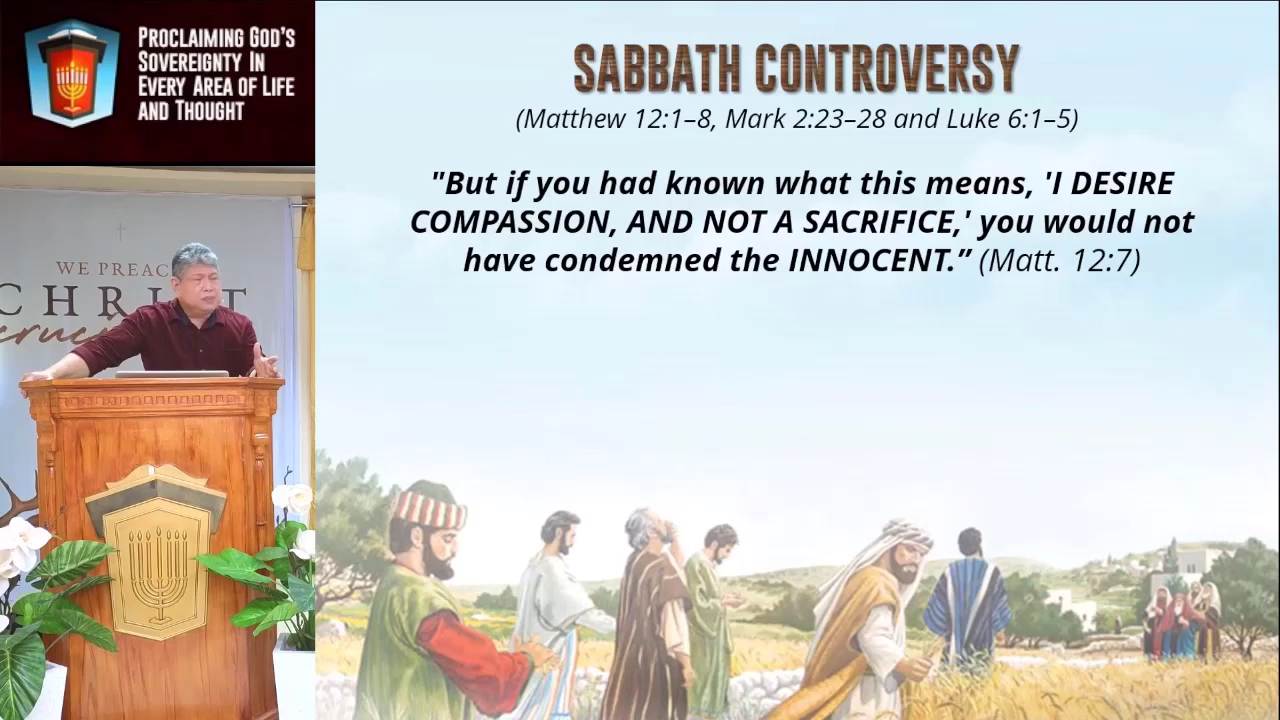 PROCLAIMING GOD'S
SOVEREIGNTY IN
EVERY AREA OF LIFE
AND THOUGHT
WE PREAC
CHRIST
cruci
SABBATH CONTROVERSY
(Matthew 12:1–8, Mark 2:23–28 and Luke 6:1–5)
"But if you had known what this means, 'I DESIRE
COMPASSION, AND NOT A SACRIFICE,' you would not
have condemned the INNOCENT.” (Matt. 12:7)